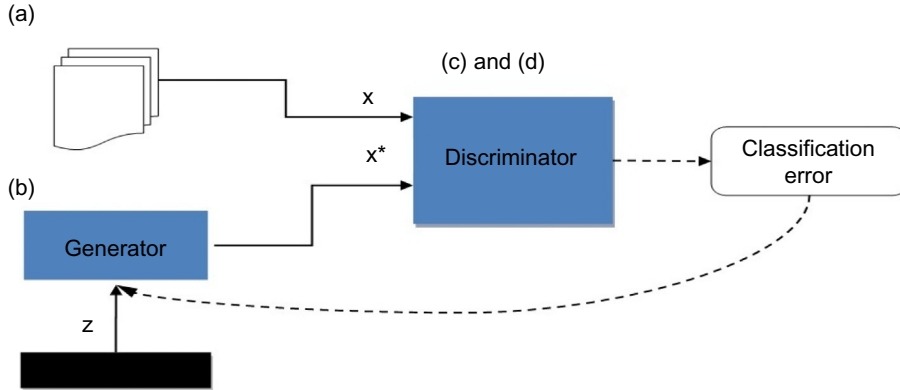 (a)
(c) and (d)
x
x*
Discriminator
Classification
error
(b)
Generator
z